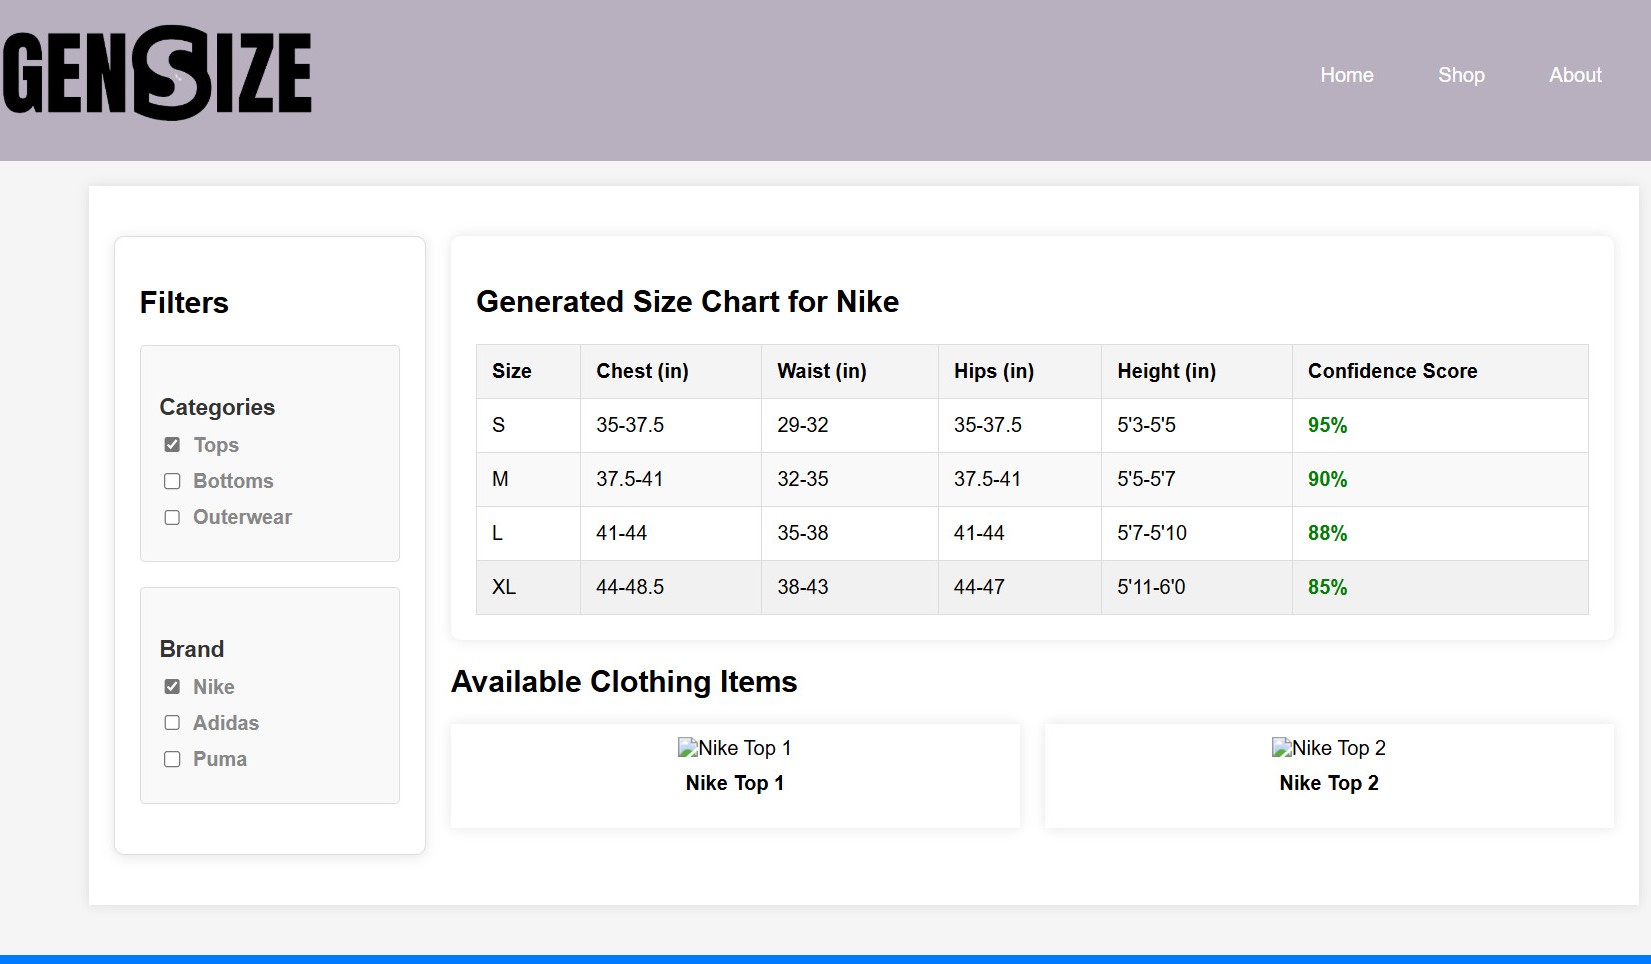 GENSIZE
Home Shop About
Filters
Categories
Tops
Bottoms
Outerwear
Brand
Nike
Adidas
Puma
Generated Size Chart for Nike
Size Chest (in) Waist (in) Hips (in) Height (in) Confidence Score
S 35-37.5 29-32 35-37.5 5'3-5'5 95%
M 37.5-41 32-35 37.5-41 5'5-5'7 90%
L 41-44 35-38 41-44 5'7-5'10 88%
XL 44-48.5 38-43 44-47 5'11-6'0 85%
Available Clothing Items
Nike Top 1
Nike Top 1
Nike Top 2
Nike Top 2